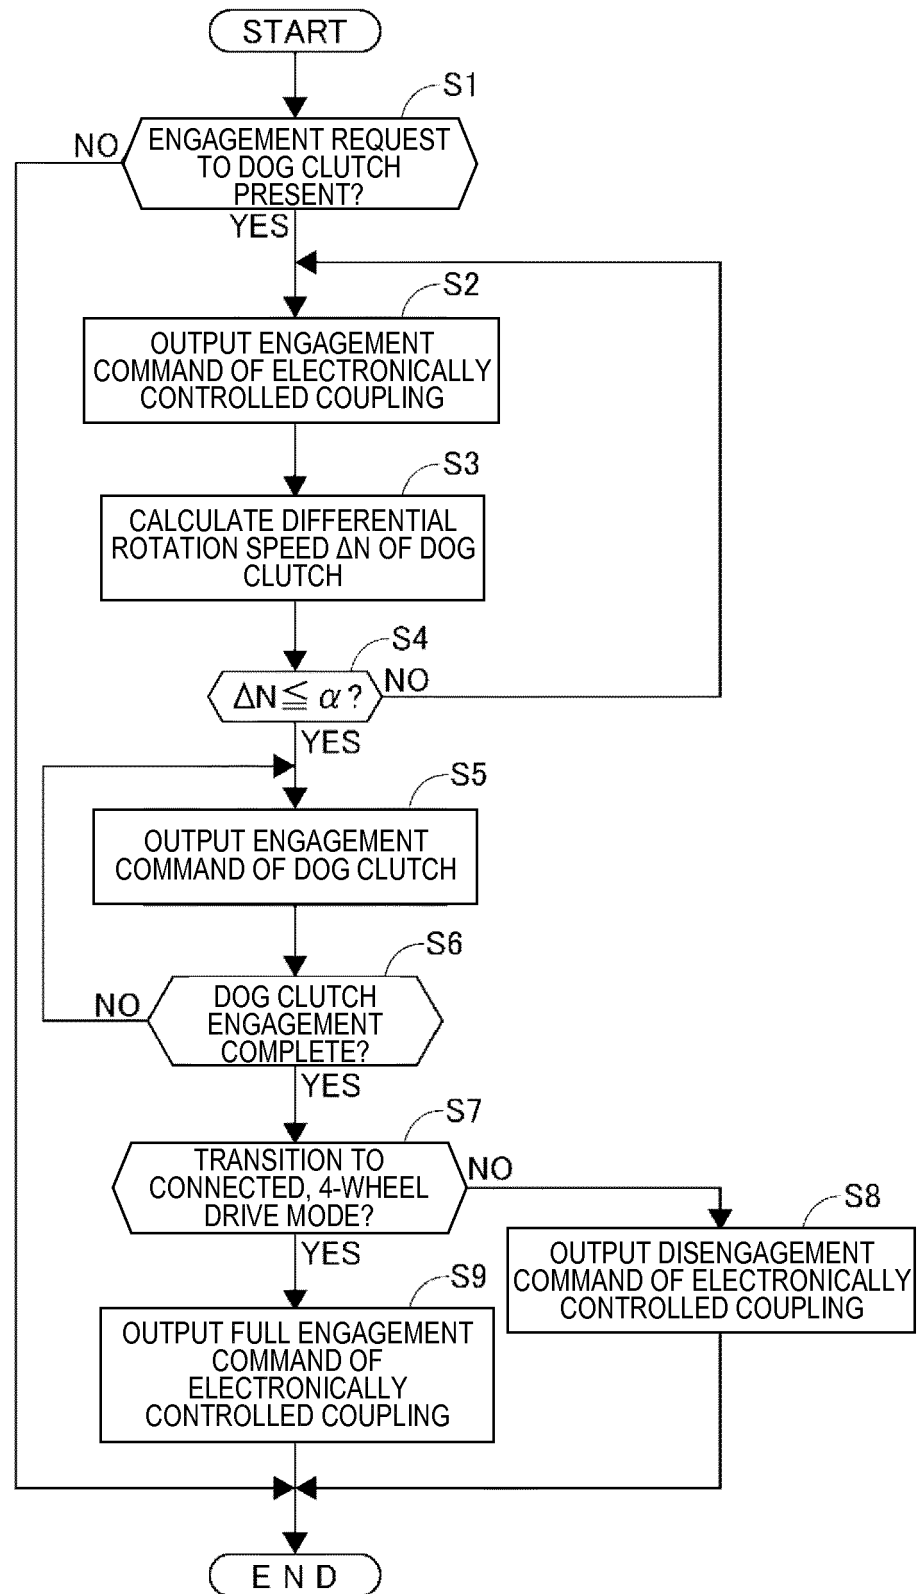 START
S1
NO
ENGAGEMENT REQUEST
TO DOG CLUTCH
PRESENT?
YES
S2
OUTPUT ENGAGEMENT
COMMAND OF ELECTRONICALLY
CONTROLLED COUPLING
S3
CALCULATE DIFFERENTIAL
ROTATION SPEED ΔN OF DOG
CLUTCH
S4
ΔN ≦ α?
NO
YES
S5
OUTPUT ENGAGEMENT
COMMAND OF DOG CLUTCH
S6
NO
DOG CLUTCH
ENGAGEMENT
COMPLETE?
YES
S7
TRANSITION TO
CONNECTED, 4-WHEEL
DRIVE MODE?
NO
YES
S8
OUTPUT DISENGAGEMENT
COMMAND OF ELECTRONICALLY
CONTROLLED COUPLING
S9
OUTPUT FULL ENGAGEMENT
COMMAND OF
ELECTRONICALLY
CONTROLLED COUPLING
END